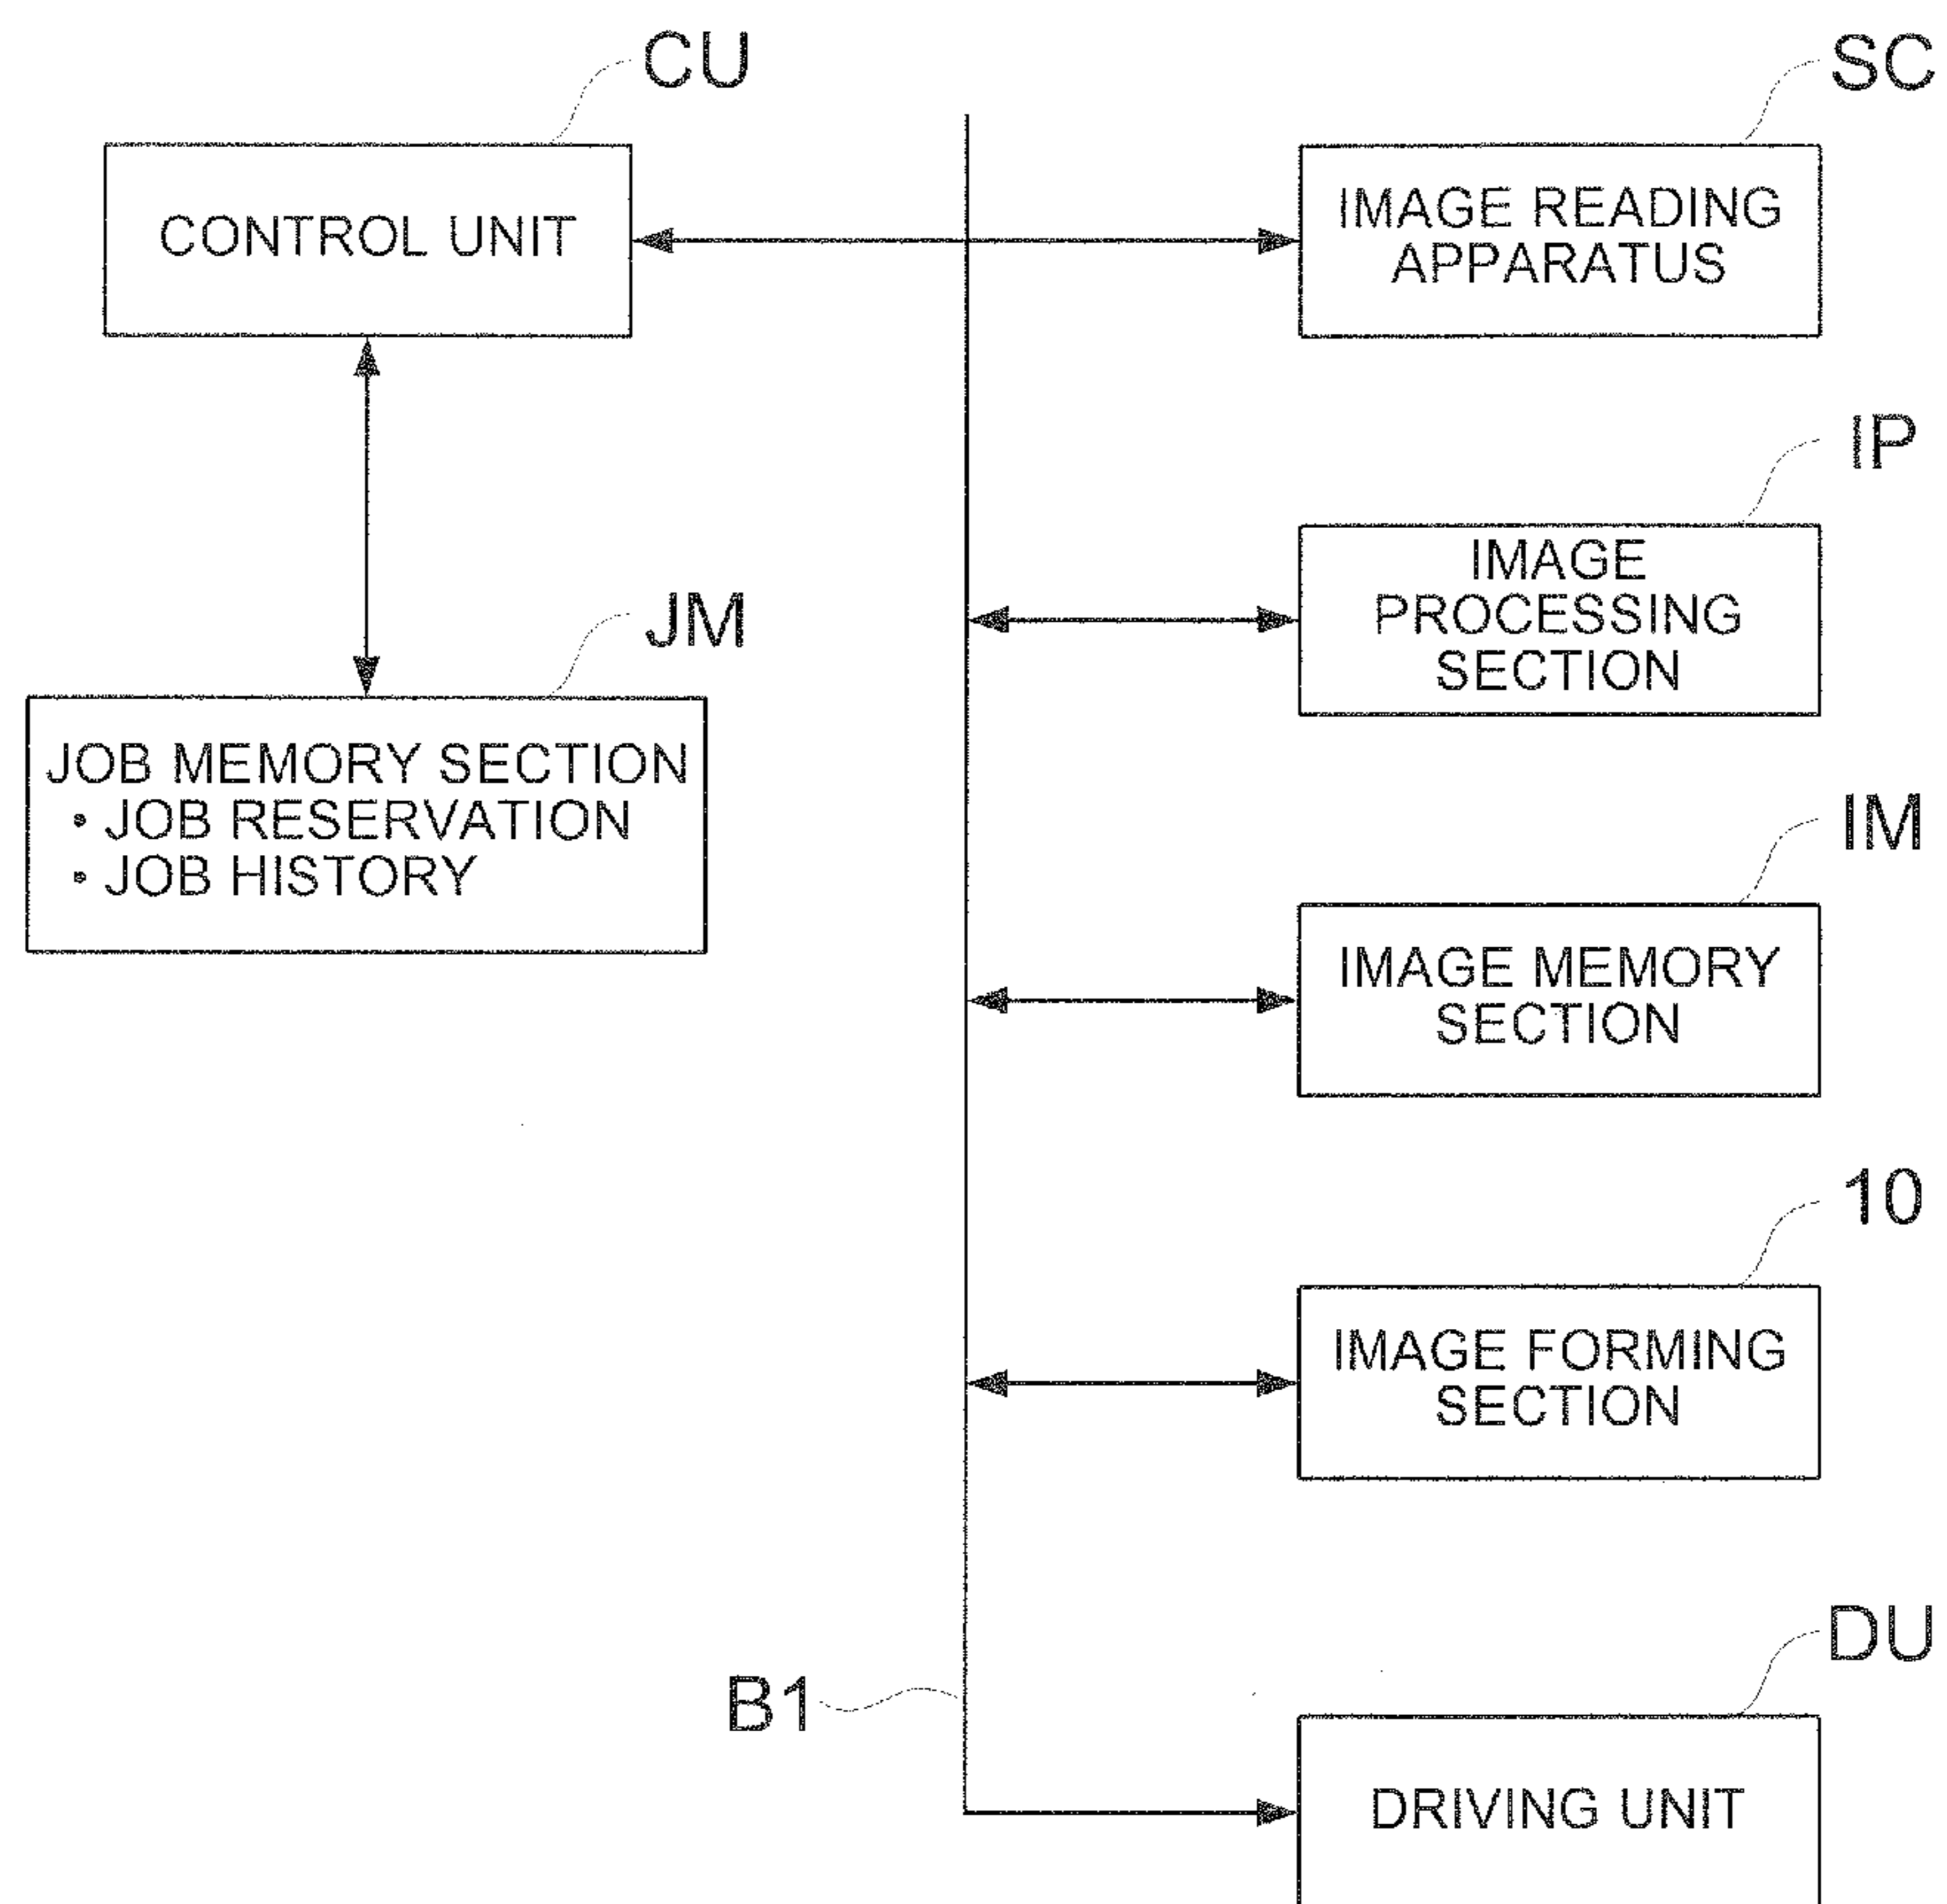 CU
CONTROL UNIT
JM
JOB MEMORY SECTION
• JOB RESERVATION
• JOB HISTORY
SC
IMAGE READING
APPARATUS
IP
IMAGE
PROCESSING
SECTION
IM
IMAGE MEMORY
SECTION
10
IMAGE FORMING
SECTION
B1
DU
DRIVING UNIT